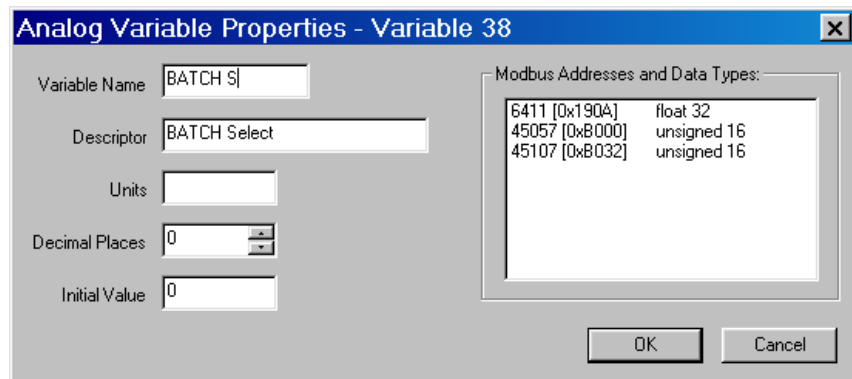 Analog Variable Properties - Variable 38
Variable Name BATCH S
Descriptor BATCH Select
Units
Decimal Places 0
Initial Value 0
Modbus Addresses and Data Types:
6411 [0x190A] float 32
45057 [0xB000] unsigned 16
45107 [0xB032] unsigned 16
OK Cancel